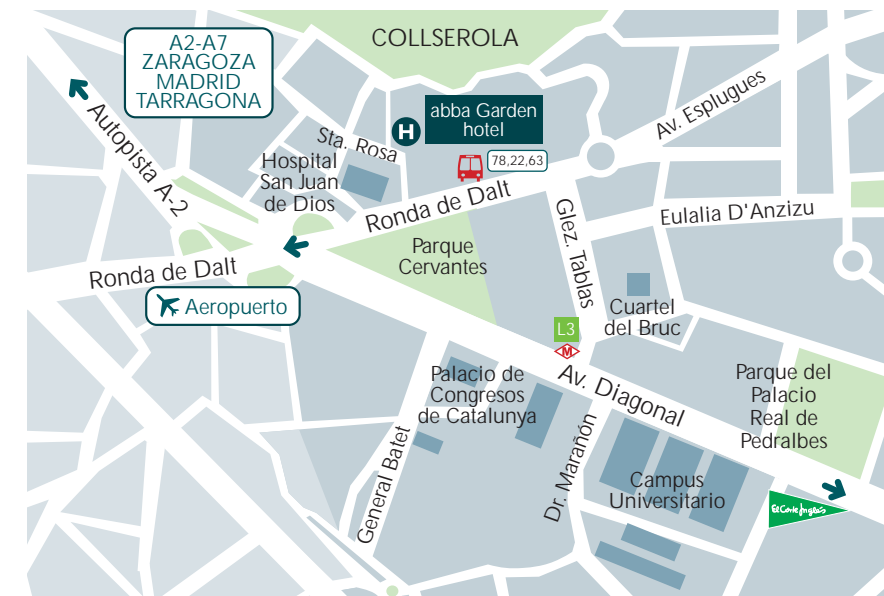 COLLSEROLA
A2-A7
ZARAGOZA
MADRID
TARRAGONA
Autopista A-2
abba Garden
hotel
H
Sta. Rosa
Hospital
San Juan
de Dios
78,22,63
Av. Esplugues
Ronda de Dalt
Glez. Tablas
Eulalia D'Anzizu
Parque
Cervantes
Ronda de Dalt
Aeropuerto
Cuartel
del Bruc
L3
M
Av. Diagonal
Palacio de
Congresos
de Catalunya
Parque del
Palacio
Real de
Pedralbes
General Batet
Dr. Marañón
Campus
Universitario
El Corte Inglés